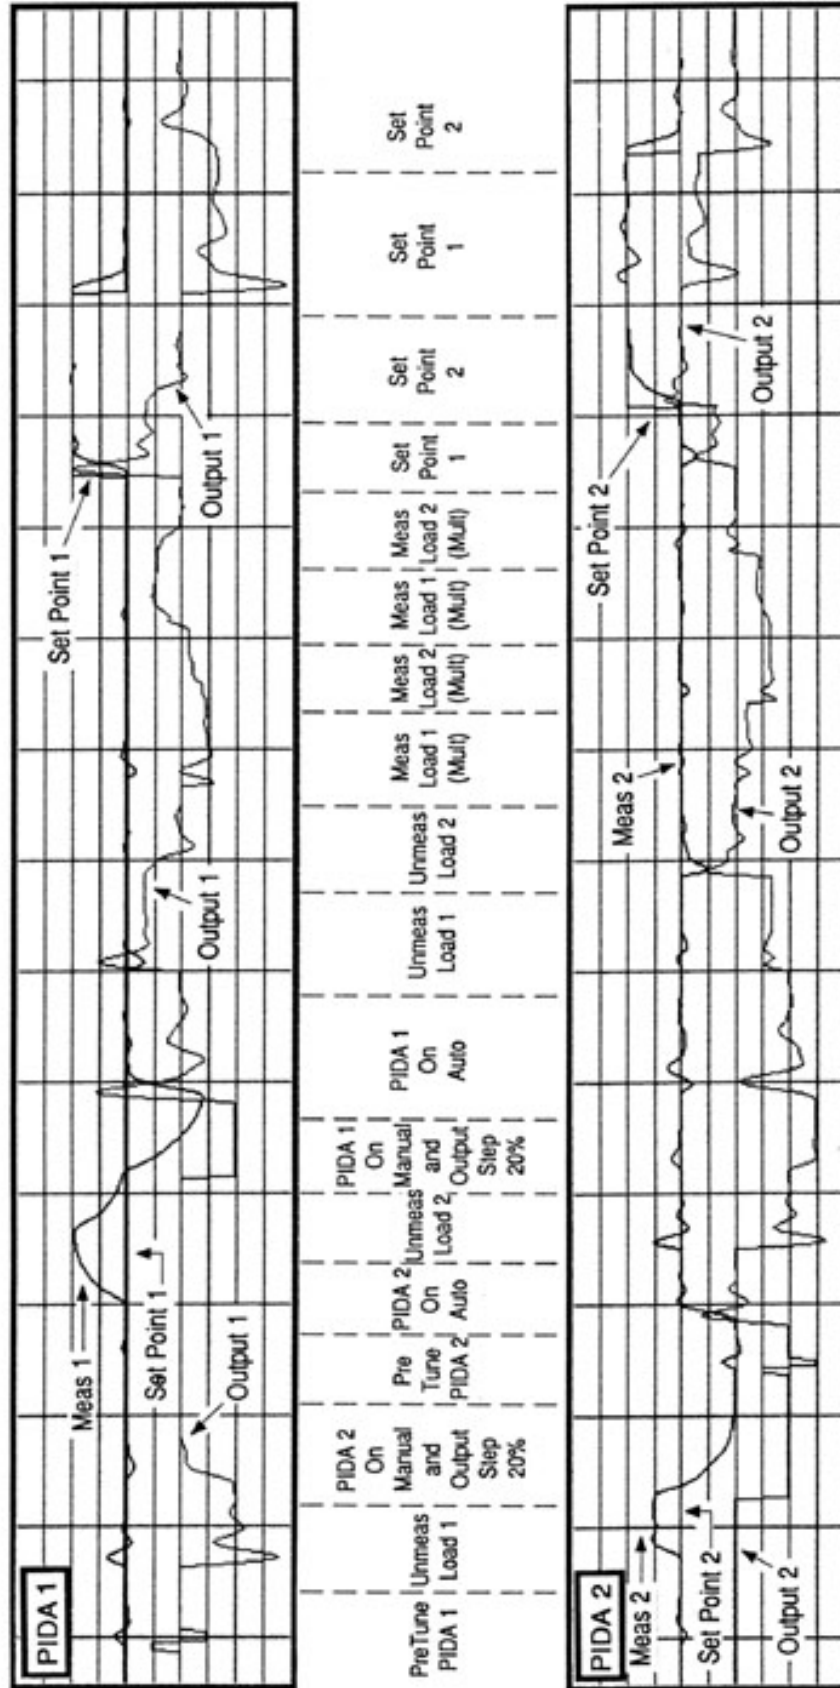 PIDA 1
Meas 1
Set Point 1
Output 1
Output 1
Set Point 1
Output 1
PreTune
PIDA 1
Unmeas
Load 1
PIDA 2
On
Manual
and
Output
Step
20%
Pre
Tune
PIDA 2
PIDA 2
On
Auto
Unmeas
Load 2
PIDA 1
On
Manual
and
Output
Step
20%
PIDA 1
On
Auto
Unmeas
Load 1
Unmeas
Load 2
Meas
Load 1
(Mult)
Meas
Load 2
(Mult)
Meas
Load 1
(Mult)
Meas
Load 2
(Mult)
Set
Point
1
Set
Point
2
Set
Point
1
Set
Point
2
PIDA 2
Meas 2
Set Point 2
Output 2
Meas 2
Output 2
Set Point 2
Output 2